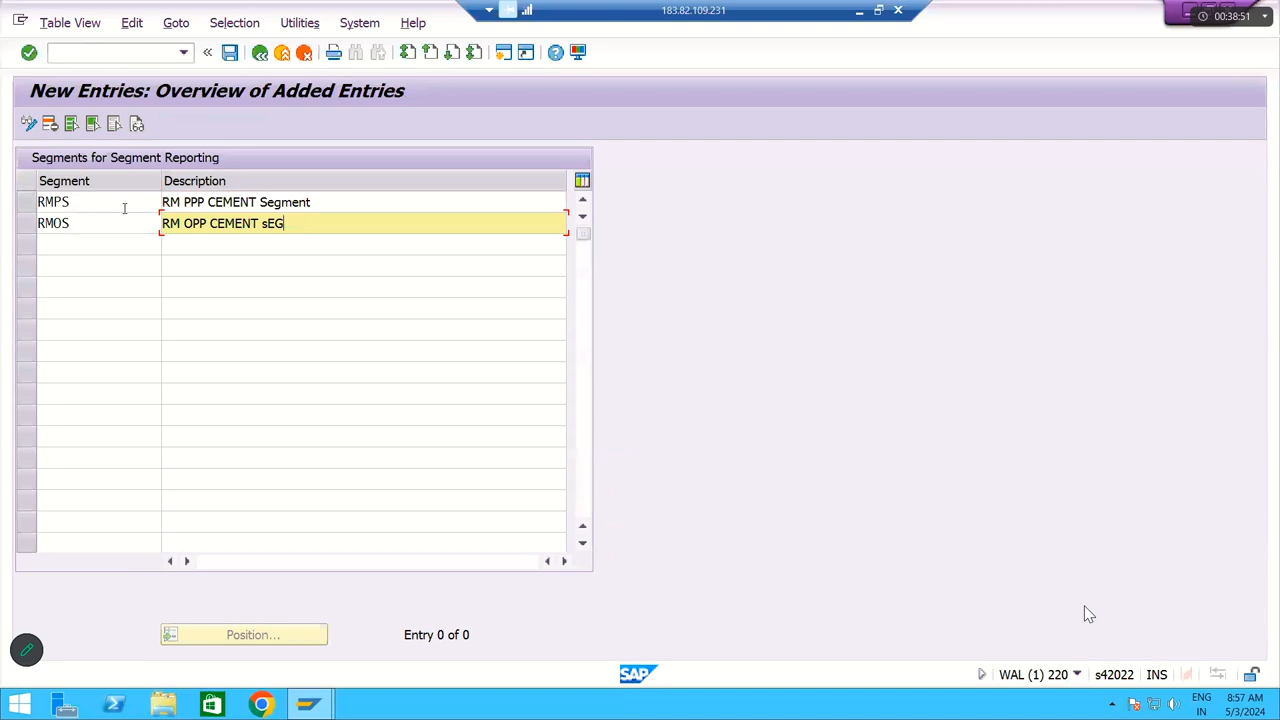 183.82.109.231
00:38:51
Table View Edit Goto Selection Utilities System Help
New Entries: Overview of Added Entries
Segments for Segment Reporting
Segment Description
RMPS RM PPP CEMENT Segment
RMOS RM OPP CEMENT sEG
Position... Entry 0 of 0
SAP
WAL (1) 220 s42022 INS
ENG 8:57 AM
IN 5/3/2024